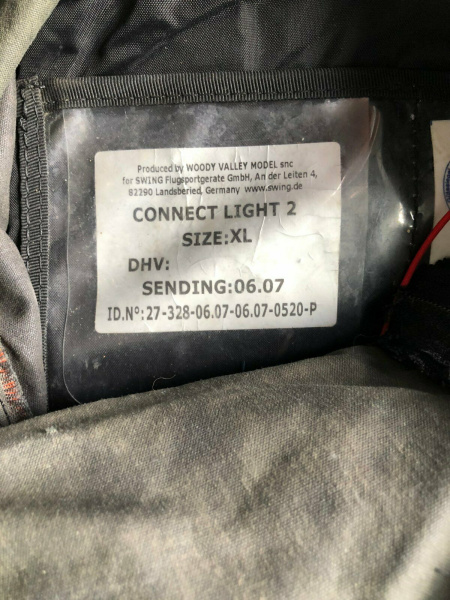 Produced by WOODY VALLEY MODEL snc
for SWING Flugsportgerate GmbH, An der Leiten 4,
82290 Landsberied, Germany www.swing.de
CONNECT LIGHT 2
SIZE:XL
DHV:
SENDING:06.07
ID.N°:27-328-06.07-06.07-0520-P